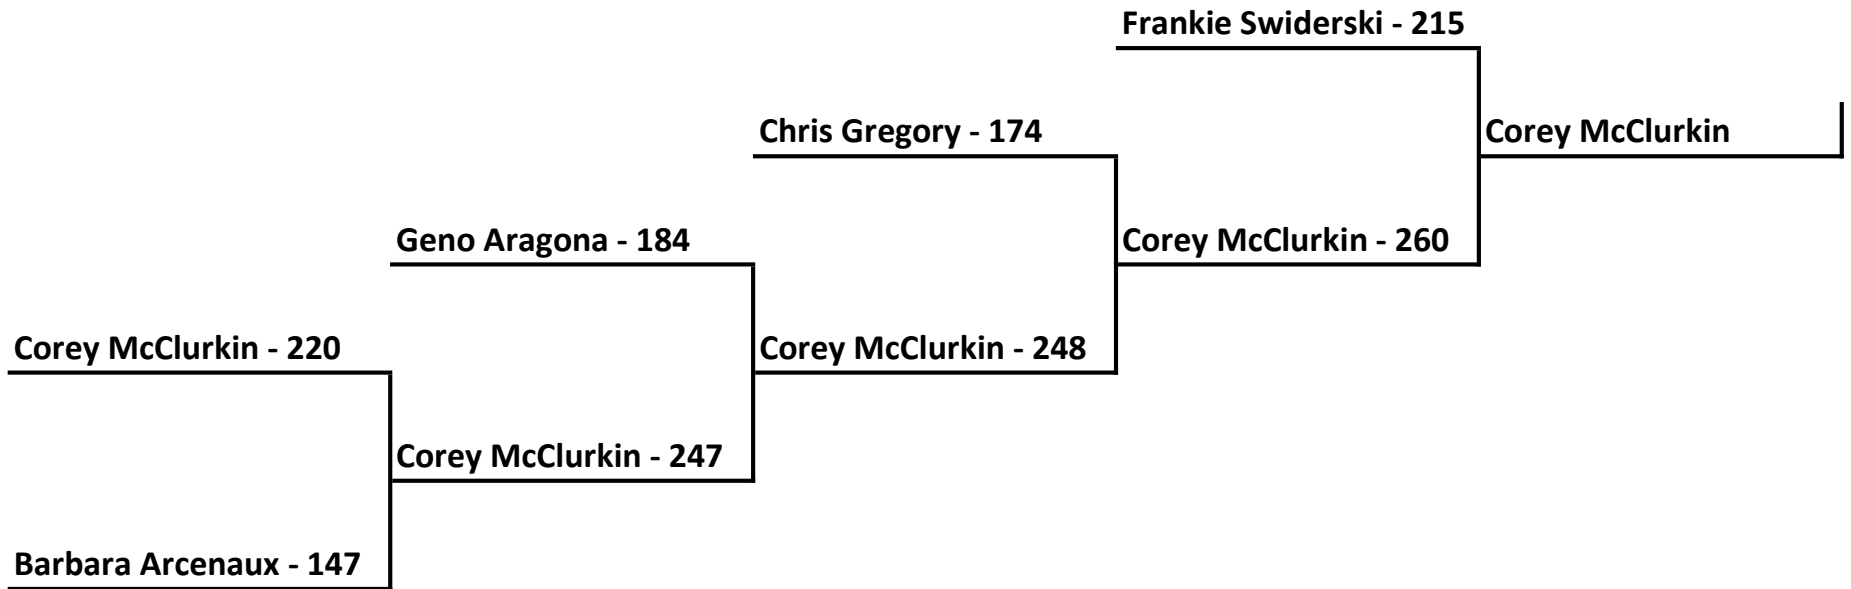 Frankie Swiderski - 215
Chris Gregory - 174
Corey McClurkin
Geno Aragona - 184
Corey McClurkin - 260
Corey McClurkin - 220
Corey McClurkin - 248
Corey McClurkin - 247
Barbara Arcenaux - 147